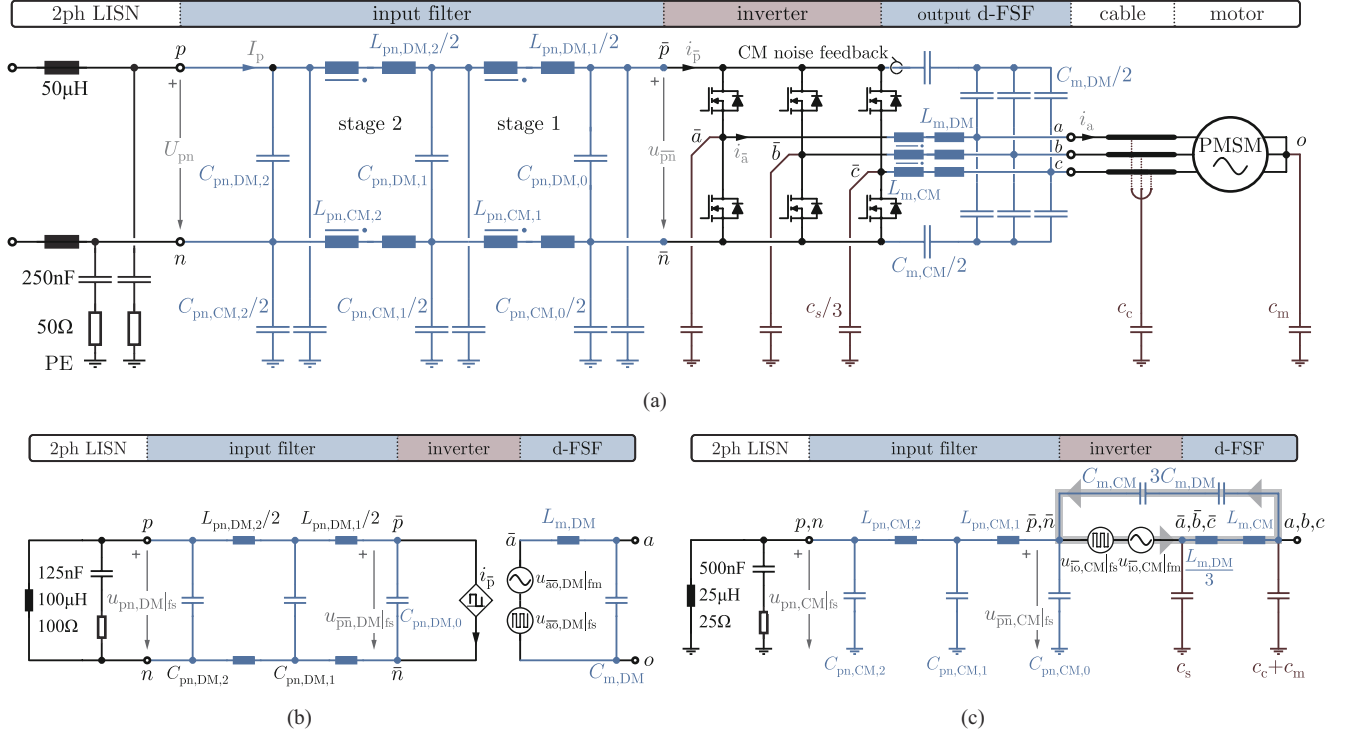 2ph LISN input filter inverter output d-FSF cable motor
p I_p L_pn,DM,2/2 L_pn,DM,1/2 p̄ i_p̄ CM noise feedback C_m,DM/2
50μH + + 
stage 2 stage 1 L_m,DM a i_a
U_pn C_pn,DM,2 C_pn,DM,1 C_pn,DM,0 u_p̄n̄ ā i_ā b̄ c̄ b c PMSM o
L_pn,CM,2 L_pn,CM,1 L_m,CM
n n̄ C_m,CM/2
250nF C_pn,CM,2/2 C_pn,CM,1/2 C_pn,CM,0/2 c_s/3 c_c c_m
50Ω
PE
(a)
2ph LISN input filter inverter d-FSF
p L_pn,DM,2/2 L_pn,DM,1/2 p̄ L_m,DM
+ + ā a
125nF i_p̄ u_āo,DM|fm
100μH u_pn,DM|fs u_p̄n̄,DM|fs C_pn,DM,0 u_āo,DM|fs
100Ω
n C_pn,DM,2 C_pn,DM,1 n̄ C_m,DM o
(b)
2ph LISN input filter inverter d-FSF
C_m,CM 3C_m,DM
p,n L_pn,CM,2 L_pn,CM,1 p̄,n̄ ā,b̄,c̄ L_m,CM a,b,c
+ +
500nF u_īo,CM|fs u_īo,CM|fm L_m,DM
3
25μH u_pn,CM|fs u_p̄n̄,CM|fs
25Ω
C_pn,CM,2 C_pn,CM,1 C_pn,CM,0 c_s c_c+c_m
(c)